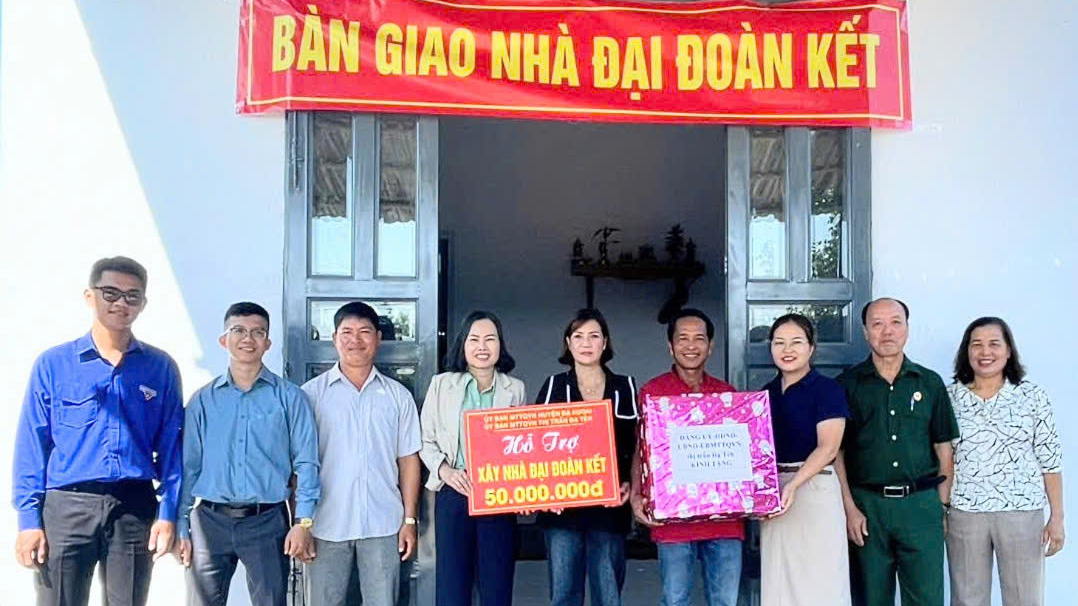 BÀN GIAO NHÀ ĐẠI ĐOÀN KẾT
ỦY BAN MTTQVN HUYỆN ĐẠ HUOAI
ỦY BAN MTTQVN THỊ TRẤN ĐẠ TẺH
Hỗ Trợ
XÂY NHÀ ĐẠI ĐOÀN KẾT
50.000.000đ
ĐẢNG ỦY-HĐND-
UBND-UBMTTQVN
thị trấn Đạ Tẻh
KÍNH TẶNG